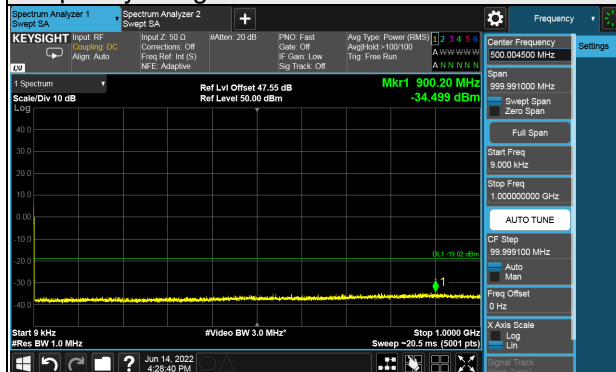 Spectrum Analyzer 1
Swept SA
Spectrum Analyzer 2
Swept SA
+
Frequency
KEYSIGHT
Input: RF
Coupling: DC
Align: Auto
Input Z: 50 Ω
Corrections: Off
Freq Ref: Int (S)
NFE: Adaptive
#Atten: 20 dB
PNO: Fast
Gate: Off
IF Gain: Low
Sig Track: Off
Avg Type: Power (RMS)
Avg|Hold:>100/100
Trig: Free Run
1 2 3 4 5 6
A WW WW W
A N N N N N
LXI
1 Spectrum
Scale/Div 10 dB
Log
Ref Lvl Offset 47.55 dB
Ref Level 50.00 dBm
Mkr1 900.20 MHz
-34.499 dBm
40.0
30.0
20.0
10.0
0.00
-10.0
-20.0
-30.0
-40.0
DL1 -19.02 dBm
1
Start 9 kHz
#Res BW 1.0 MHz
#Video BW 3.0 MHz*
Stop 1.0000 GHz
Sweep ~20.5 ms (5001 pts)
Center Frequency
500.004500 MHz
Settings
Span
999.991000 MHz
Swept Span
Zero Span
Full Span
Start Freq
9.000 kHz
Stop Freq
1.000000000 GHz
AUTO TUNE
CF Step
99.999100 MHz
Auto
Man
Freq Offset
0 Hz
X Axis Scale
Log
Lin
Signal Track
?
Jun 14, 2022
4:28:40 PM